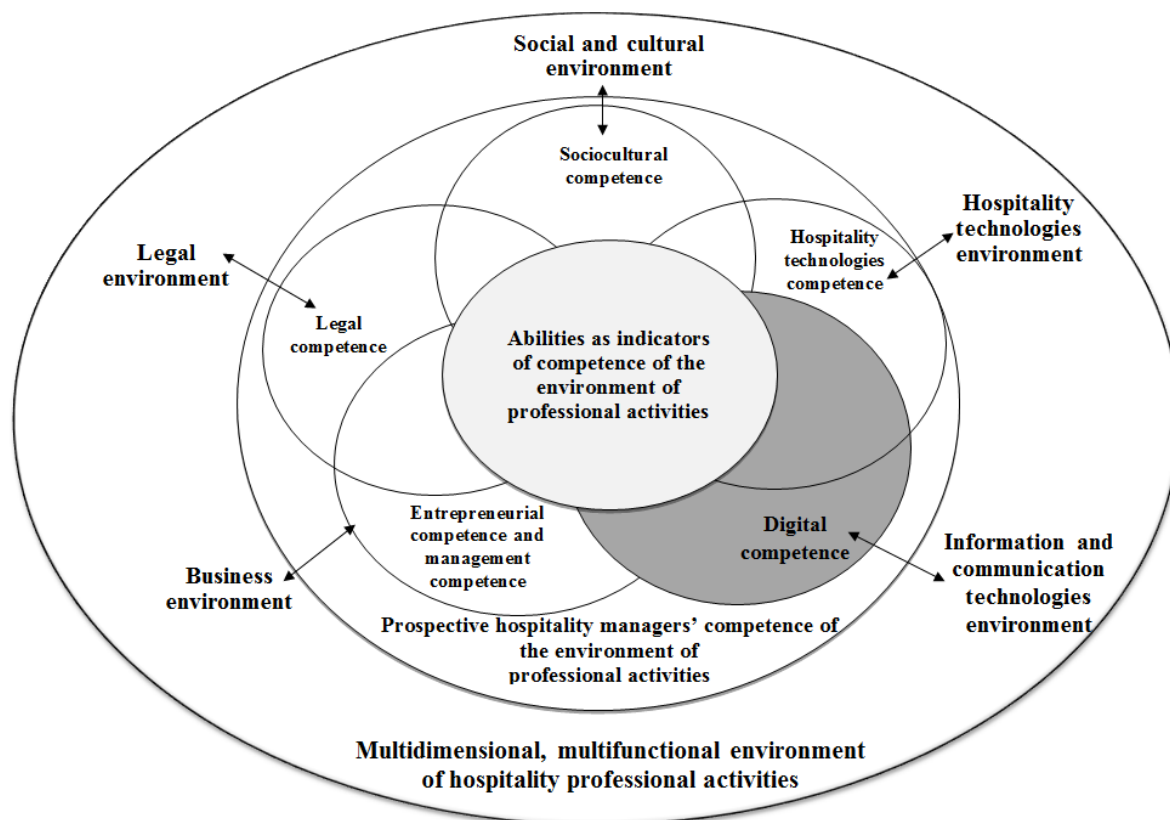 Social and cultural
environment
Sociocultural
competence
Hospitality
technologies
environment
Hospitality
technologies
competence
Legal
environment
Legal
competence
Abilities as indicators
of competence of the
environment of
professional activities
Entrepreneurial
competence and
management
competence
Digital
competence
Business
environment
Information and
communication
technologies
environment
Prospective hospitality managers’ competence of
the environment of
professional activities
Multidimensional, multifunctional environment
of hospitality professional activities